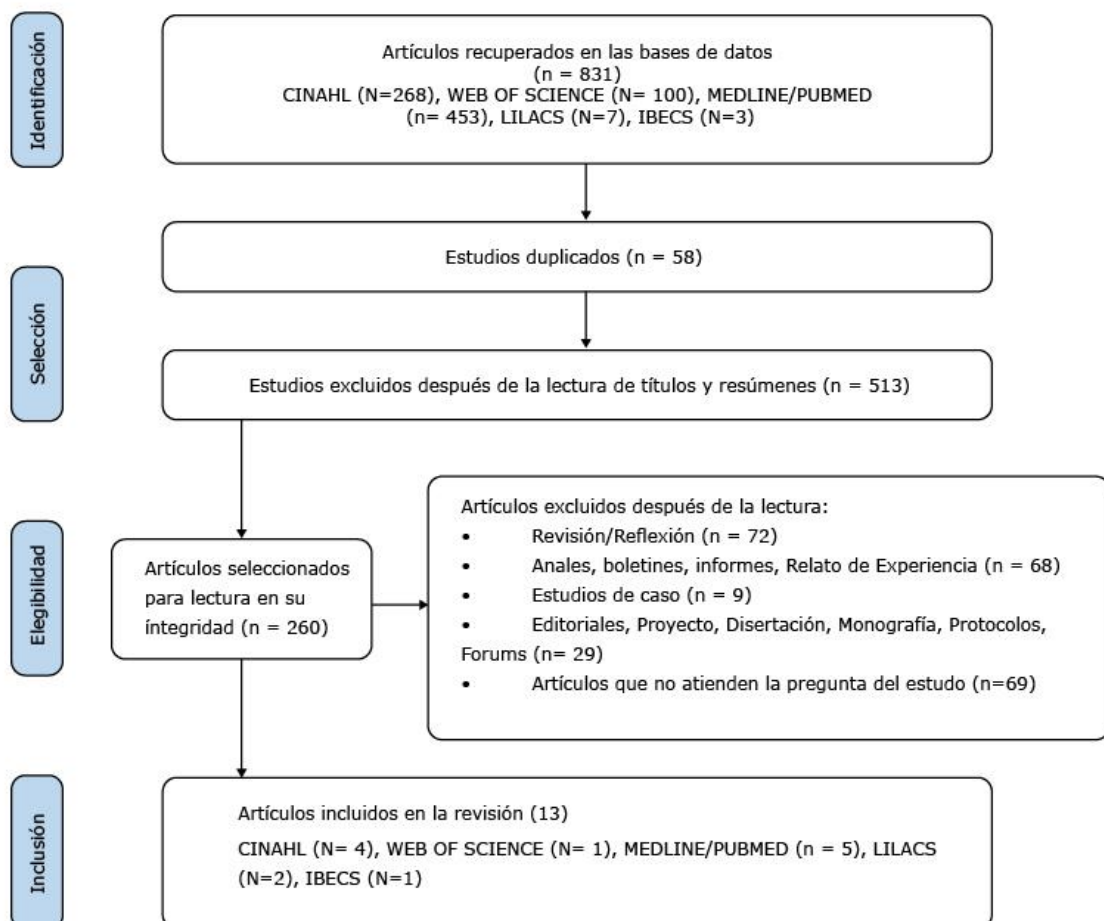 Identificación
Artículos recuperados en las bases de datos
(n = 831)
CINAHL (N=268), WEB OF SCIENCE (N= 100), MEDLINE/PUBMED
(n= 453), LILACS (N=7), IBECS (N=3)
Selección
Estudios duplicados (n = 58)
Estudios excluidos después de la lectura de títulos y resúmenes (n = 513)
Elegibilidad
Artículos seleccionados
para lectura en su
íntegridad (n = 260)
Artículos excluidos después de la lectura:
• Revisión/Reflexión (n = 72)
• Anales, boletines, informes, Relato de Experiencia (n = 68)
• Estudios de caso (n = 9)
• Editoriales, Proyecto, Disertación, Monografía, Protocolos,
Forums (n= 29)
• Artículos que no atienden la pregunta del estudo (n=69)
Inclusión
Artículos incluidos en la revisión (13)
CINAHL (N= 4), WEB OF SCIENCE (N= 1), MEDLINE/PUBMED (n = 5), LILACS
(N=2), IBECS (N=1)